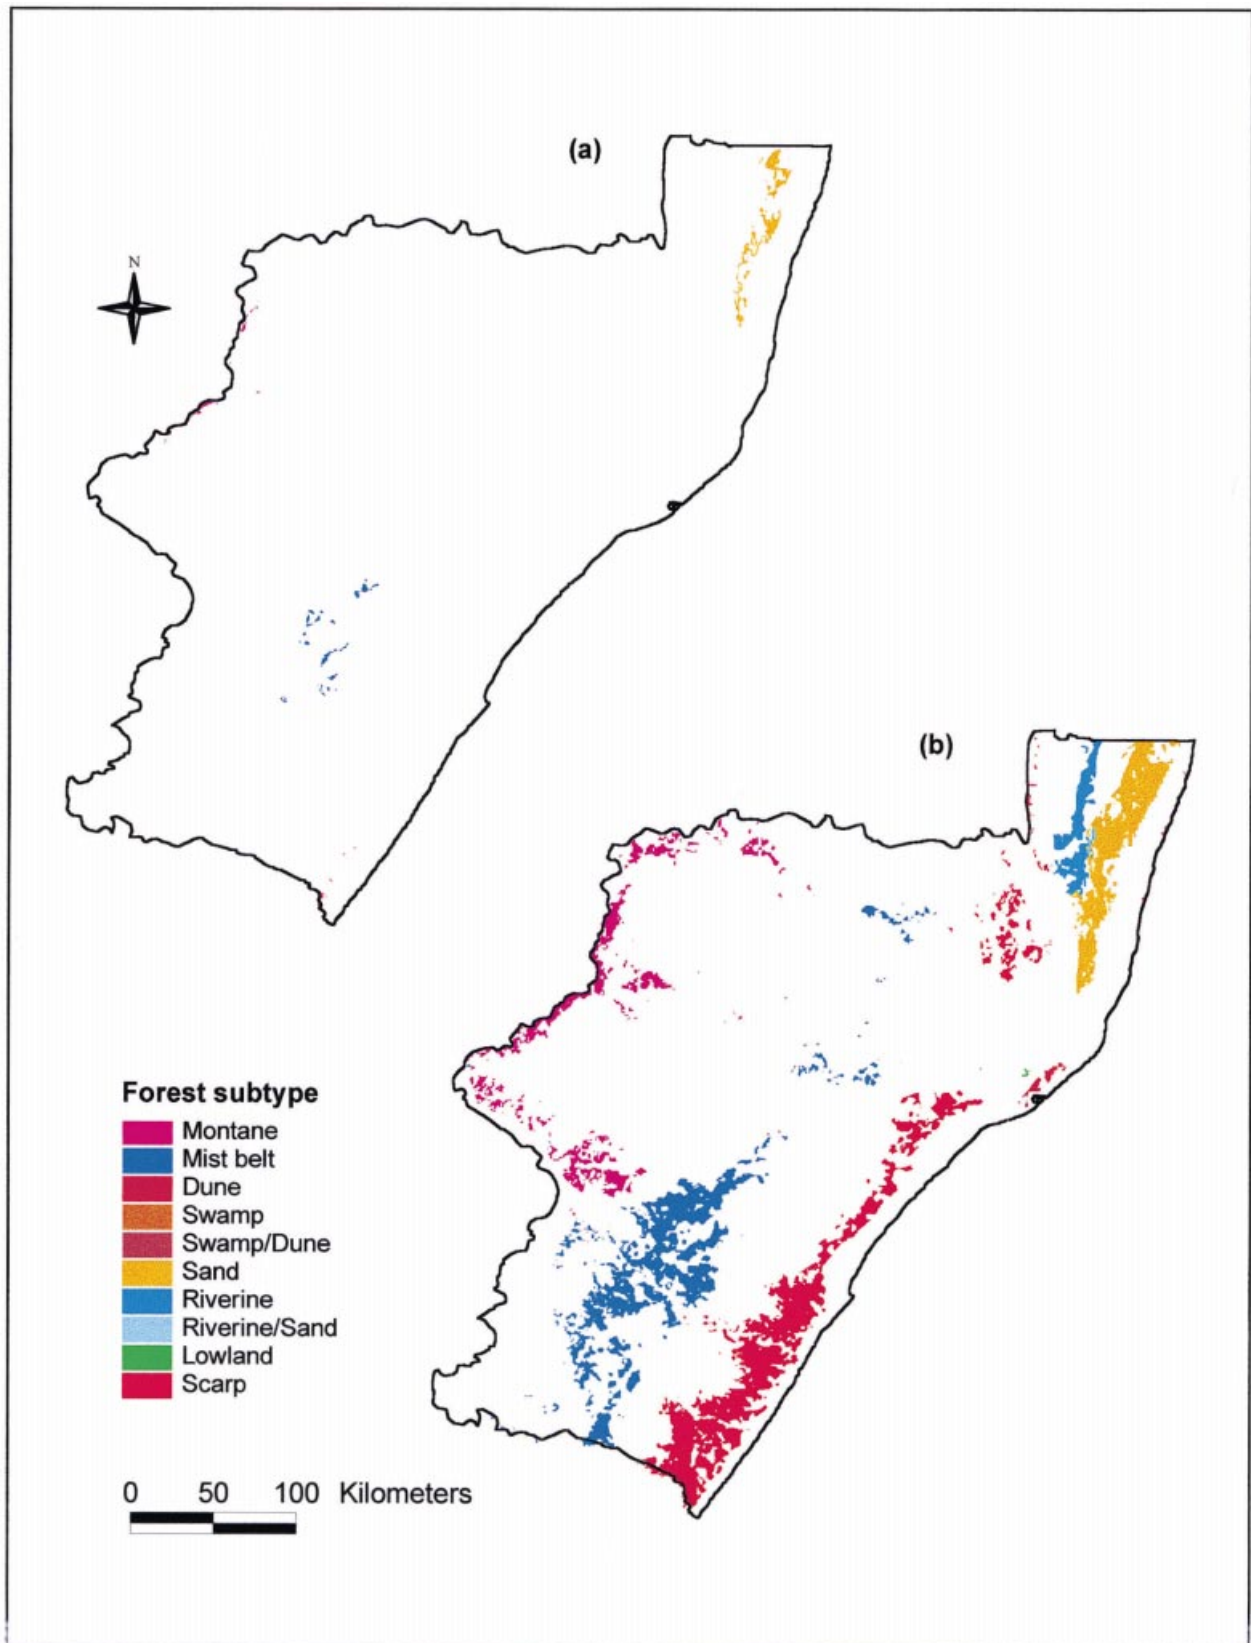 (a)
N
(b)
Forest subtype
Montane
Mist belt
Dune
Swamp
Swamp/Dune
Sand
Riverine
Riverine/Sand
Lowland
Scarp
0 50 100 Kilometers